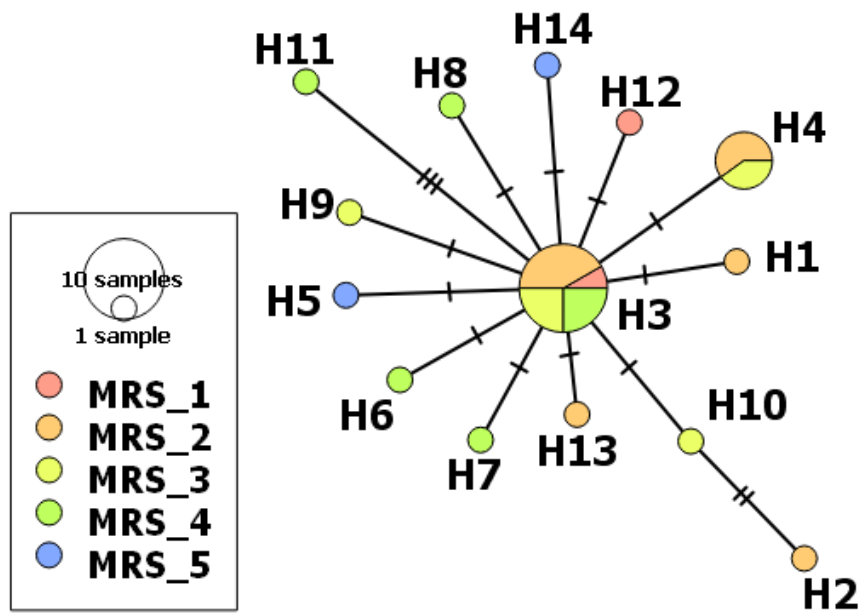 H14
H11
H8
H12
H4
H9
H1
10 samples
H5
H3
1 sample
MRS_1
H6
H10
MRS_2
H13
H7
MRS_3
MRS_4
MRS_5
H2